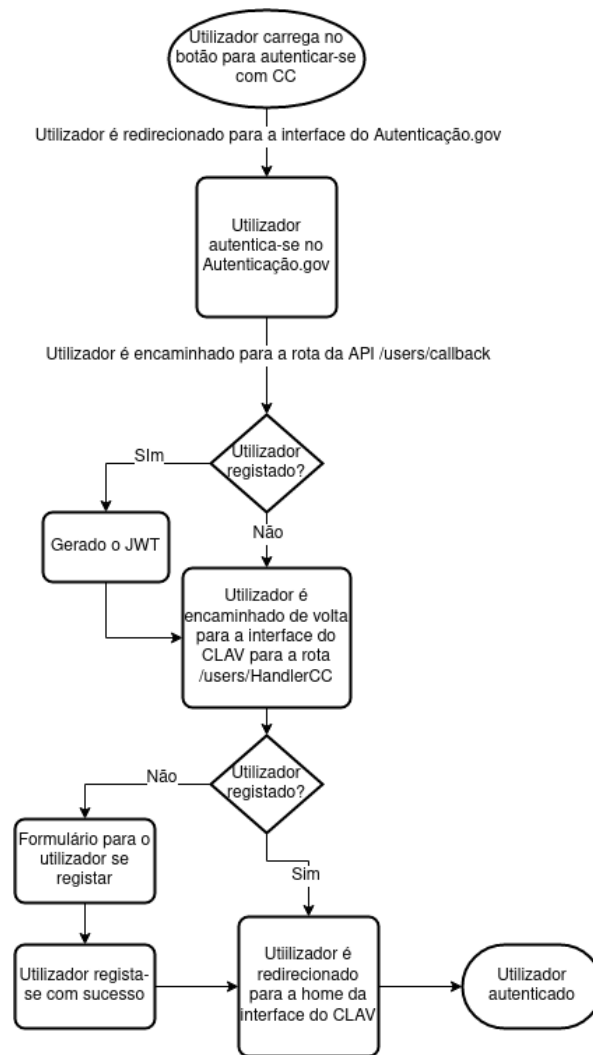 Utilizador carrega no
botão para autenticar-se
com CC
Utilizador é redirecionado para a interface do Autenticação.gov
Utilizador
autentica-se no
Autenticação.gov
Utilizador é encaminhado para a rota da API /users/callback
Utilizador
registado?
SIm
Não
Gerado o JWT
Utilizador é
encaminhado de volta
para a interface do
CLAV para a rota
/users/HandlerCC
Utilizador
registado?
Não
Sim
Formulário para o
utilizador se
registar
Utilizador regista-
se com sucesso
Utiilizador é
redirecionado
para a home da
interface do CLAV
Utilizador
autenticado